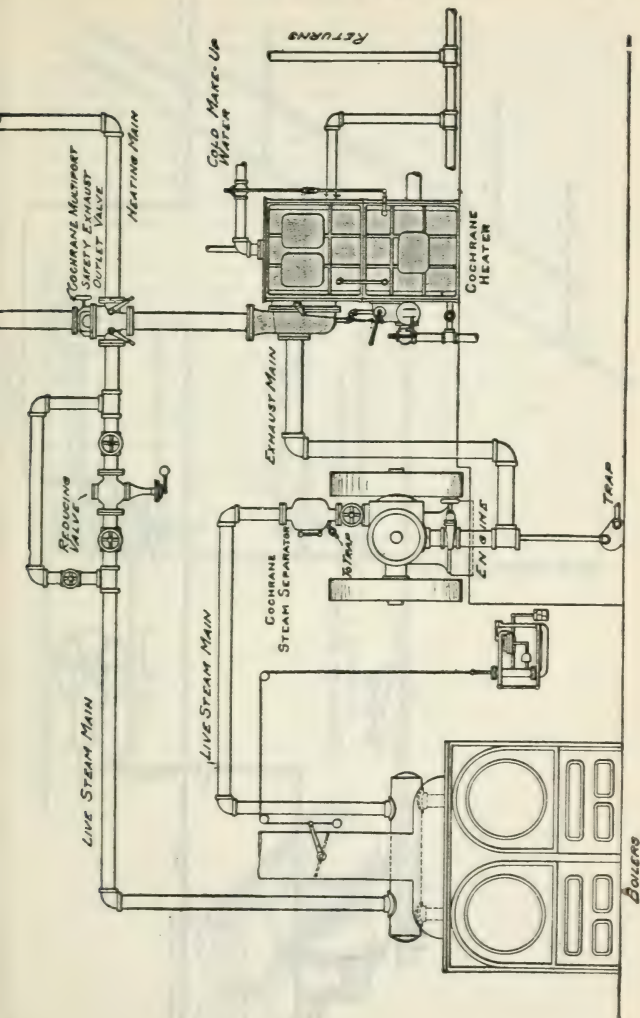 RETURNS
COLD MAKE-UP
WATER
HEATING MAIN
COCHRANE MULTIPORT
SAFETY EXHAUST
OUTLET VALVE
COCHRANE
HEATER
EXHAUST MAIN
REDUCING
VALVE
TO TRAP
COCHRANE
STEAM SEPARATOR
ENGINE
TRAP
LIVE STEAM MAIN
LIVE STEAM MAIN
BOILERS